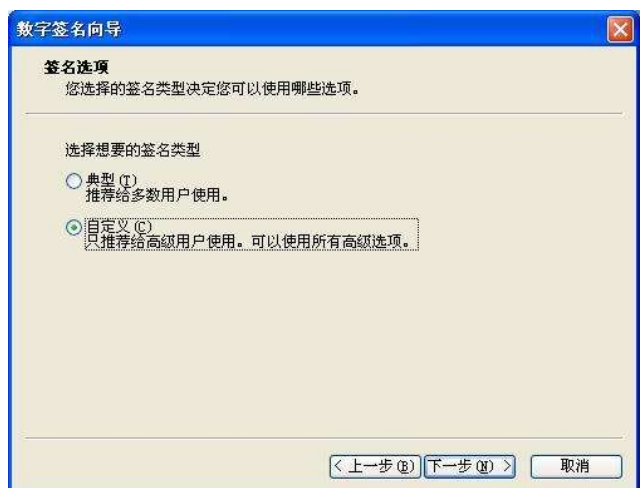 数字签名向导
签名选项
您选择的签名类型决定您可以使用哪些选项。
选择想要的签名类型
典型(T)
推荐给多数用户使用。
自定义(C)
只推荐给高级用户使用。可以使用所有高级选项。
< 上一步(B) 下一步(N) > 取消